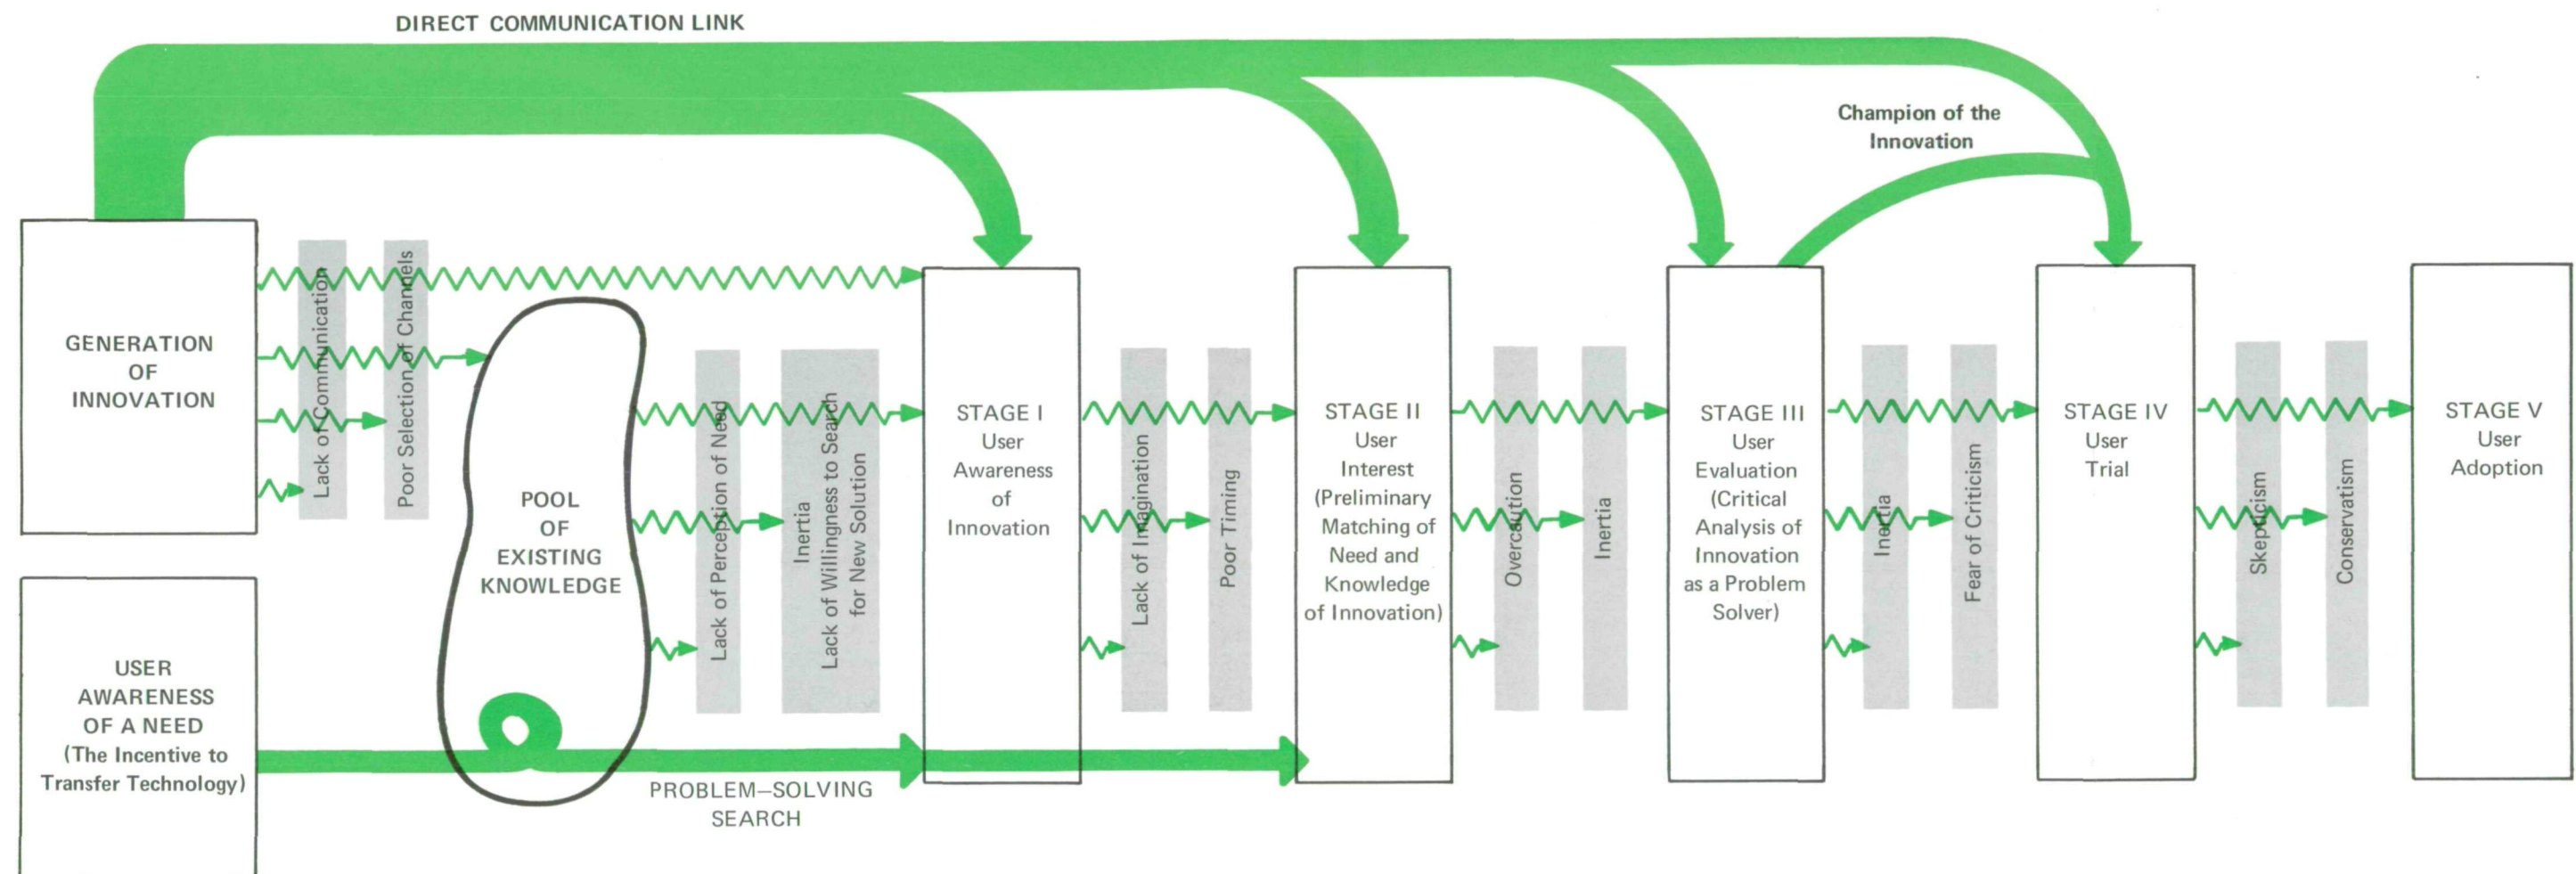 DIRECT COMMUNICATION LINK
Champion of the
Innovation
GENERATION
OF
INNOVATION
Lack of Communication
Poor Selection of Channels
USER
AWARENESS
OF A NEED
(The Incentive to
Transfer Technology)
POOL
OF
EXISTING
KNOWLEDGE
PROBLEM—SOLVING
SEARCH
Lack of Perception of Need
Inertia
Lack of Willingness to Search
for New Solution
STAGE I
User
Awareness
of
Innovation
Lack of Imagination
Poor Timing
STAGE II
User
Interest
(Preliminary
Matching of
Need and
Knowledge
of Innovation)
Overcaution
Inertia
STAGE III
User
Evaluation
(Critical
Analysis of
Innovation
as a Problem
Solver)
Inertia
Fear of Criticism
STAGE IV
User
Trial
Skepticism
Conservatism
STAGE V
User
Adoption